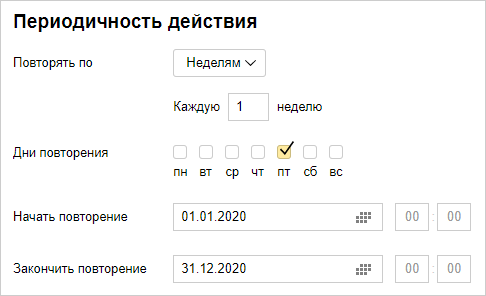 Периодичность действия
Повторять по Неделям
Каждую 1 неделю
Дни повторения
пн вт ср чт пт сб вс
Начать повторение 01.01.2020 00 : 00
Закончить повторение 31.12.2020 00 : 00